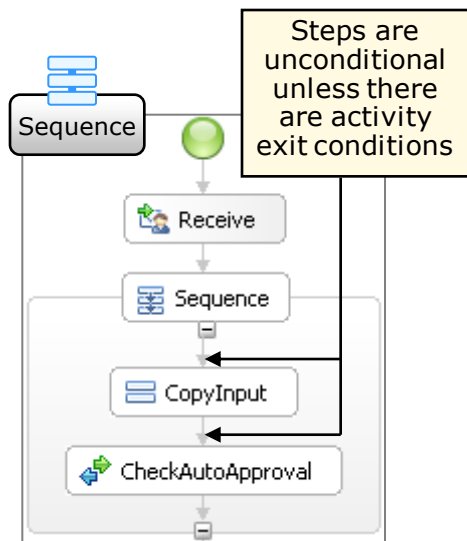 Steps are
unconditional
unless there
are activity
exit conditions
Sequence
Receive
Sequence
CopyInput
CheckAutoApproval